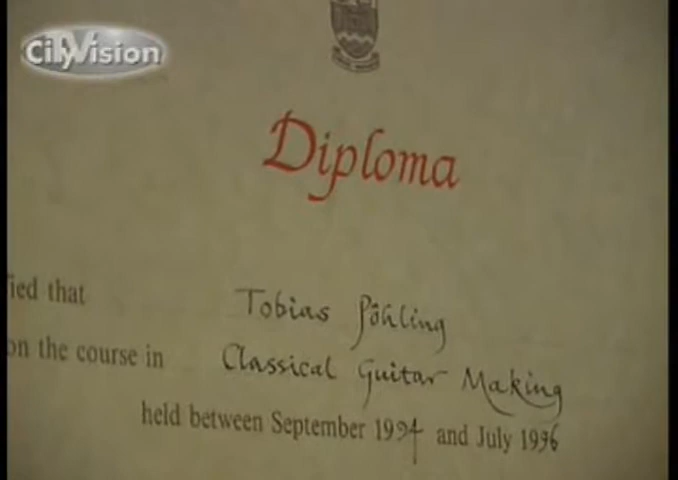 CityVision
Diploma
ied that Tobias Pöhling
on the course in Classical Guitar Making
held between September 1994 and July 1996